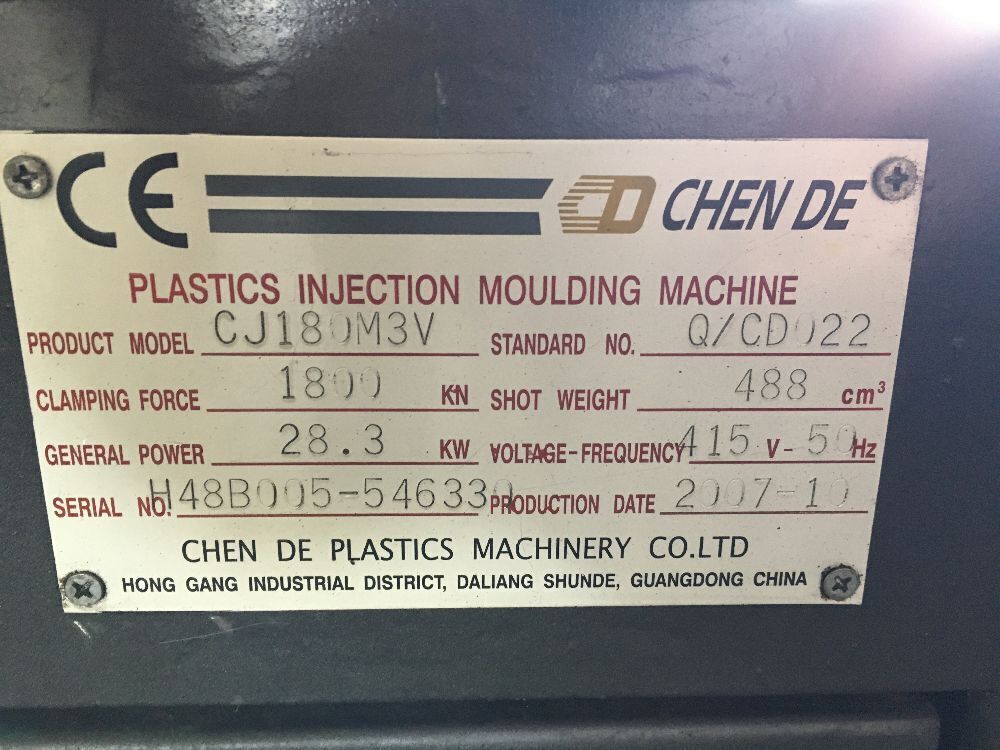 CE CD CHEN DE
PLASTICS INJECTION MOULDING MACHINE
PRODUCT MODEL CJ180M3V STANDARD NO. Q/CD022
CLAMPING FORCE 1800 KN SHOT WEIGHT 488 cm³
GENERAL POWER 28.3 KW VOLTAGE-FREQUENCY 415 V- 50 Hz
SERIAL NO. H48B005-546330 PRODUCTION DATE 2007-10
CHEN DE PLASTICS MACHINERY CO.LTD
HONG GANG INDUSTRIAL DISTRICT, DALIANG SHUNDE, GUANGDONG CHINA